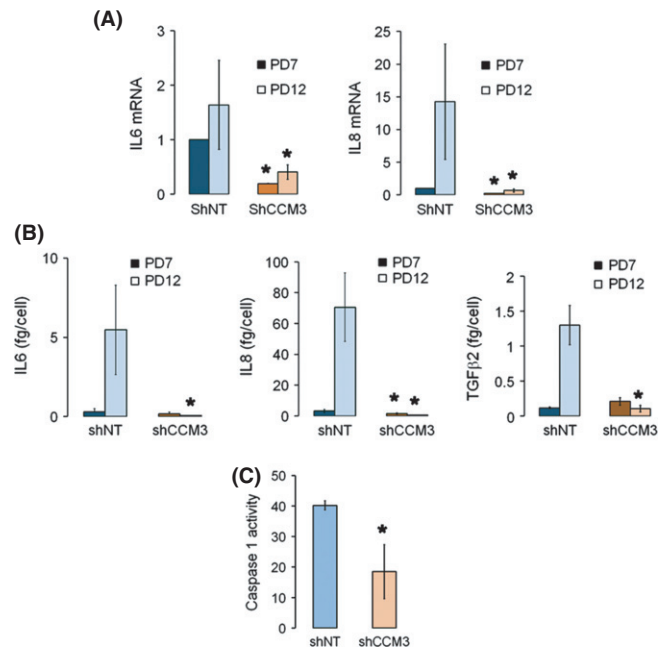 (A)
IL6 mRNA
3
2
1
0
PD7
PD12
*
*
ShNT
ShCCM3
IL8 mRNA
25
20
15
10
5
0
PD7
PD12
*
*
ShNT
ShCCM3
(B)
IL6 (fg/cell)
10
5
0
PD7
PD12
*
shNT
shCCM3
IL8 (fg/cell)
100
80
60
40
20
0
PD7
PD12
*
*
shNT
shCCM3
TGFβ2 (fg/cell)
2
1.5
1
0.5
0
PD7
PD12
*
shNT
shCCM3
(C)
Caspase 1 activity
50
40
30
20
10
0
*
shNT
shCCM3